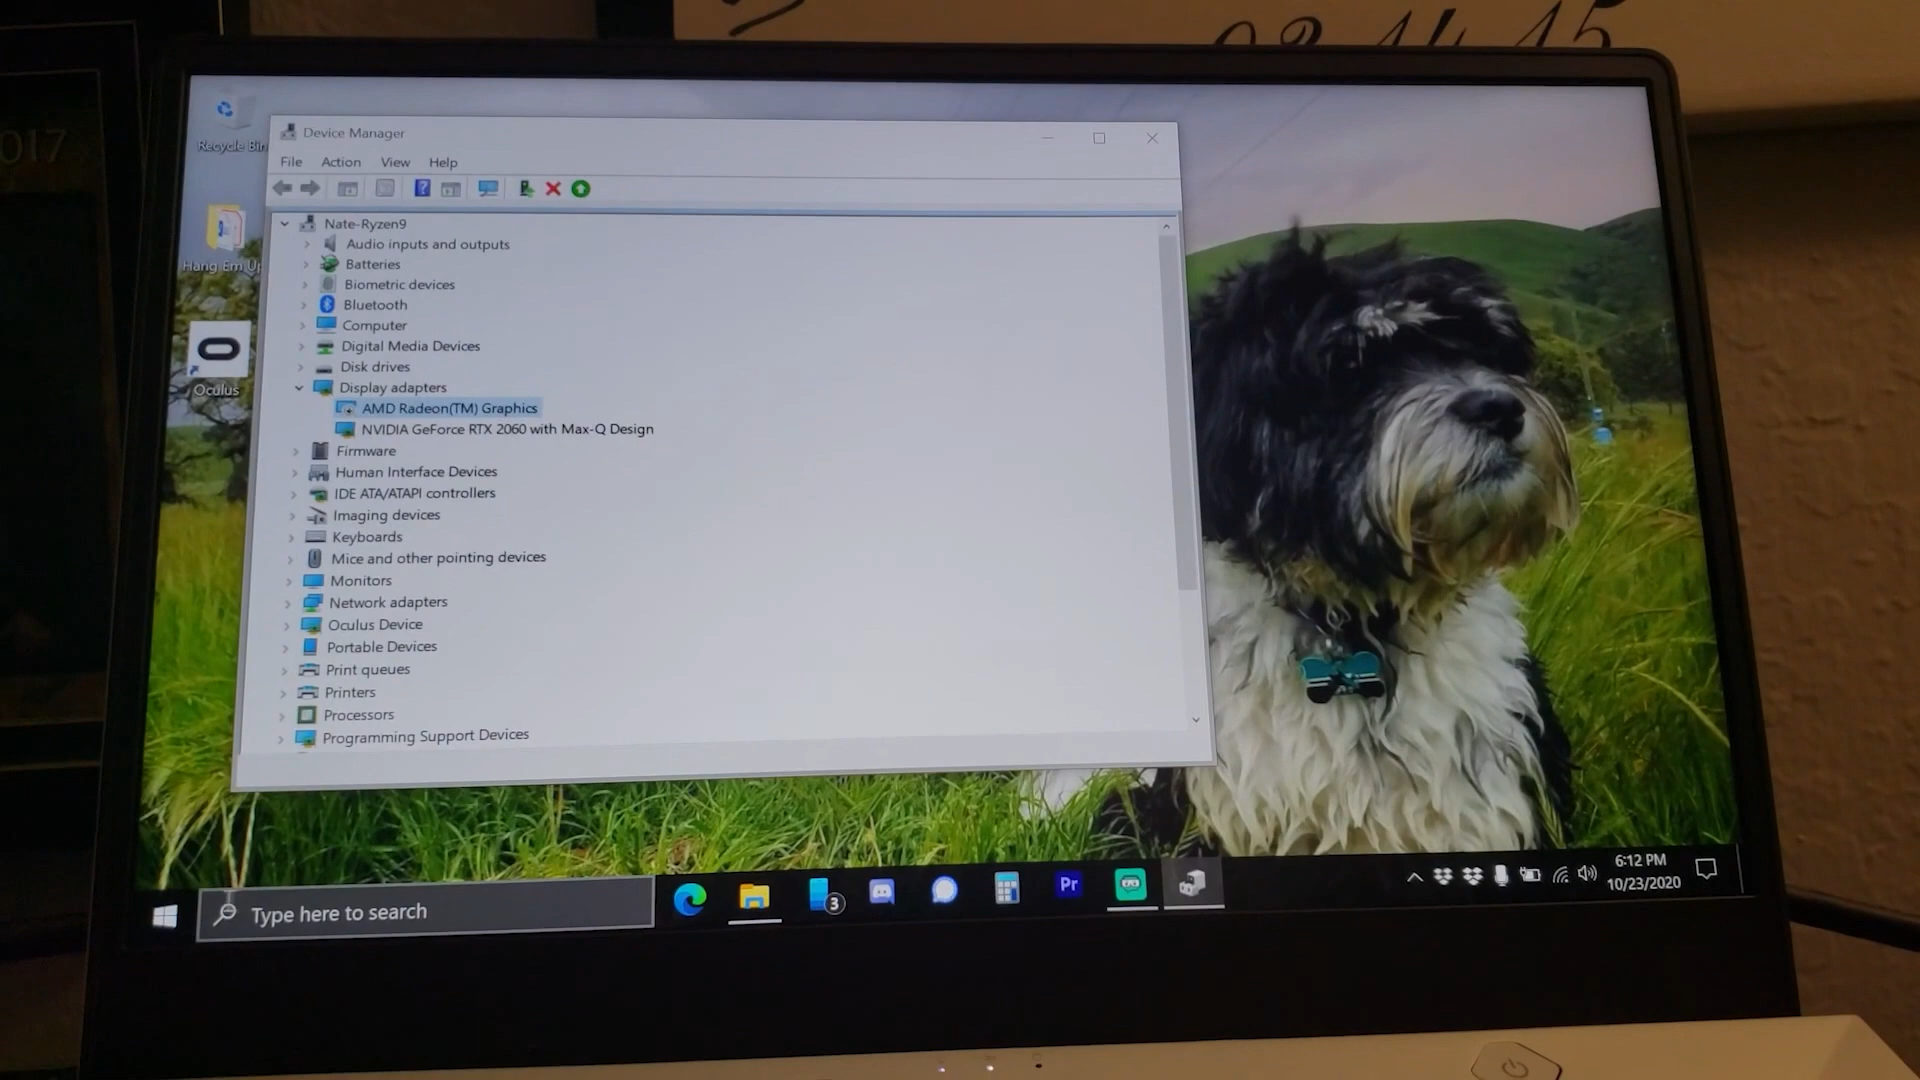 03.14.15
017
Recycle Bin
Device Manager
File Action View Help
Nate-Ryzen9
Audio inputs and outputs
Batteries
Biometric devices
Bluetooth
Computer
Digital Media Devices
Disk drives
Display adapters
AMD Radeon(TM) Graphics
NVIDIA GeForce RTX 2060 with Max-Q Design
Firmware
Human Interface Devices
IDE ATA/ATAPI controllers
Imaging devices
Keyboards
Mice and other pointing devices
Monitors
Network adapters
Oculus Device
Portable Devices
Print queues
Printers
Processors
Programming Support Devices
Hang Em Up
Oculus
Type here to search
3
Pr
6:12 PM
10/23/2020